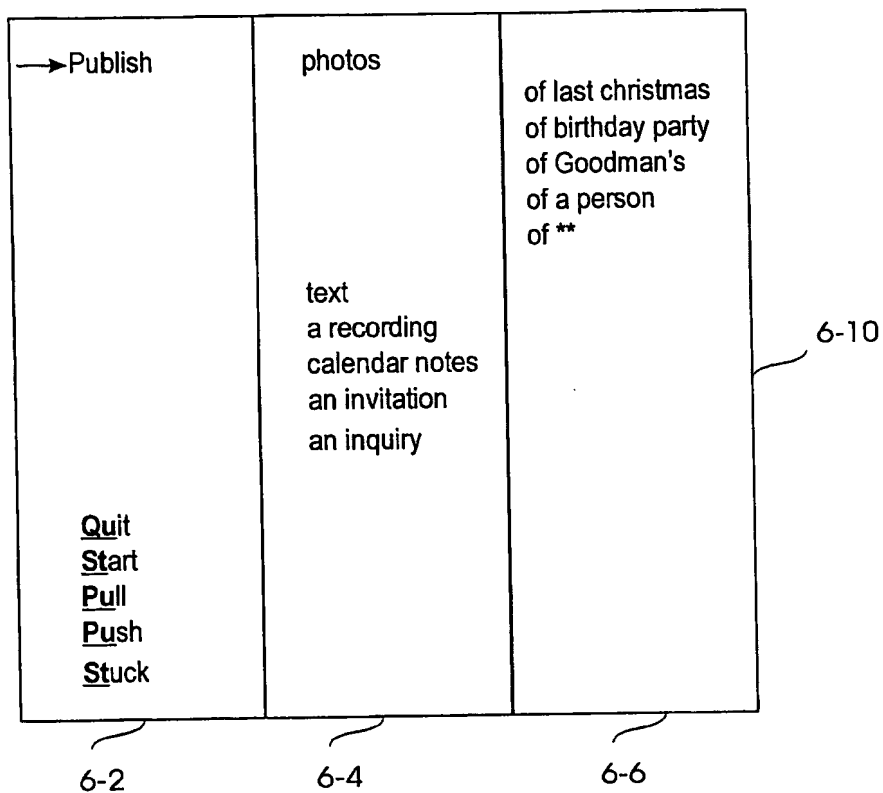 Publish
photos
of last christmas
of birthday party
of Goodman's
of a person
of **
text
a recording
calendar notes
an invitation
an inquiry
Quit
Start
Pull
Push
Stuck
6-10
6-2
6-4
6-6